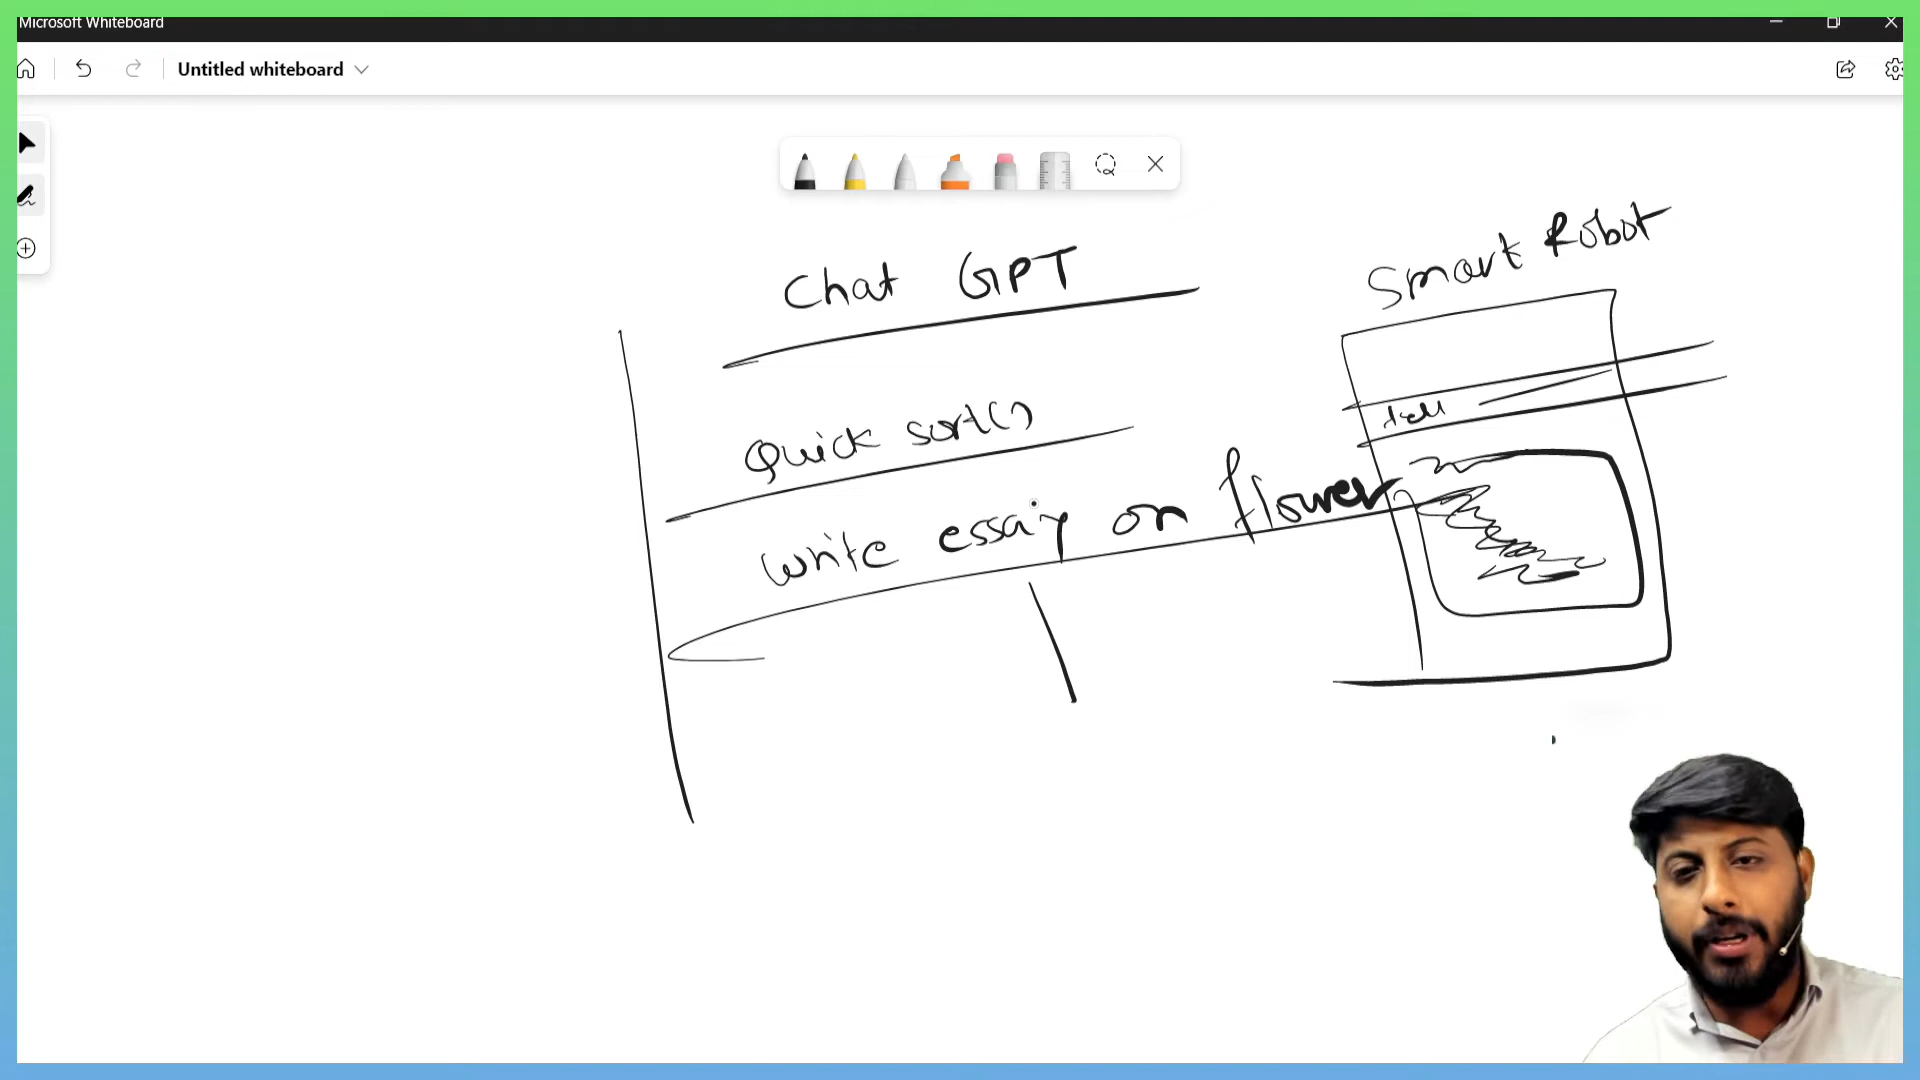 Microsoft Whiteboard
Untitled whiteboard
Chat GPT
Smart Robot
Quick sort()
write essay on flower